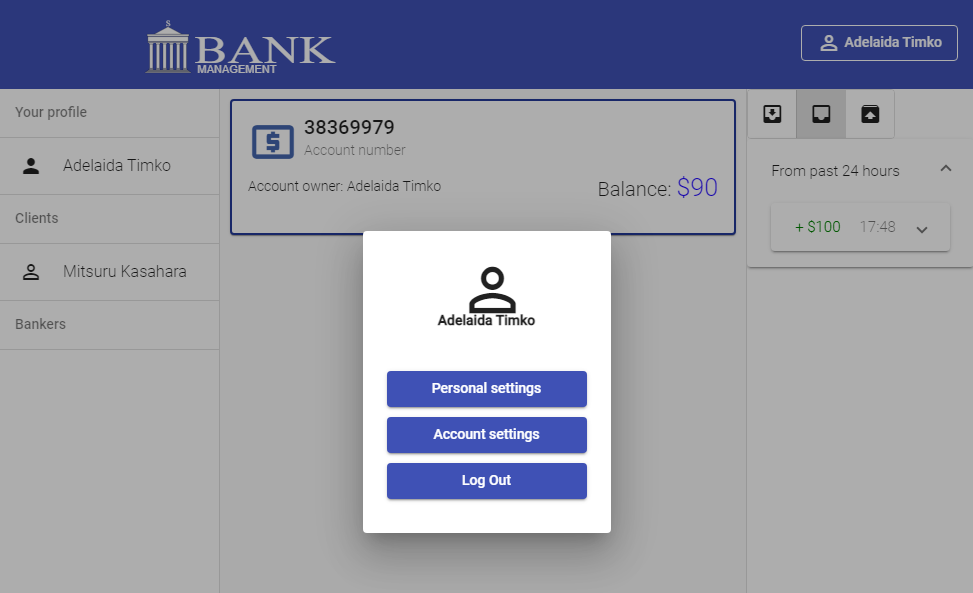 $
BANK
MANAGEMENT
Adelaida Timko
Your profile
Adelaida Timko
Clients
Mitsuru Kasahara
Bankers
$
38369979
Account number
Account owner: Adelaida Timko
Balance: $90
From past 24 hours
+ $100 17:48
Adelaida Timko
Personal settings
Account settings
Log Out